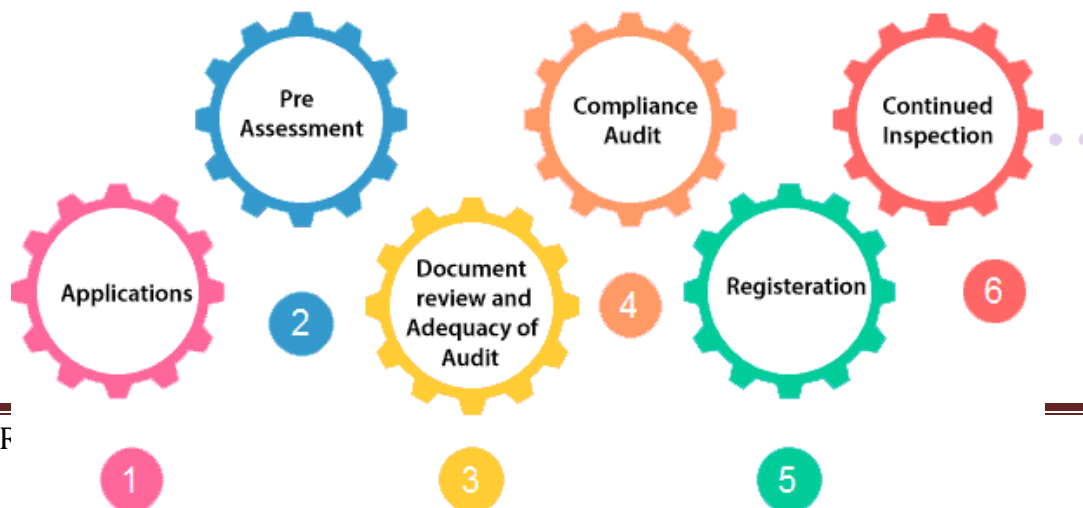 Applications
1
Pre
Assessment
2
Document
review and
Adequacy of
Audit
3
Compliance
Audit
4
Registeration
5
Continued
Inspection
6